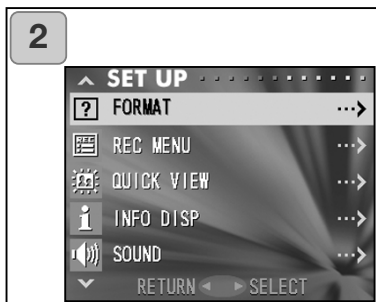 2
SET UP
? FORMAT
REC MENU
QUICK VIEW
i INFO DISP
SOUND
RETURN SELECT